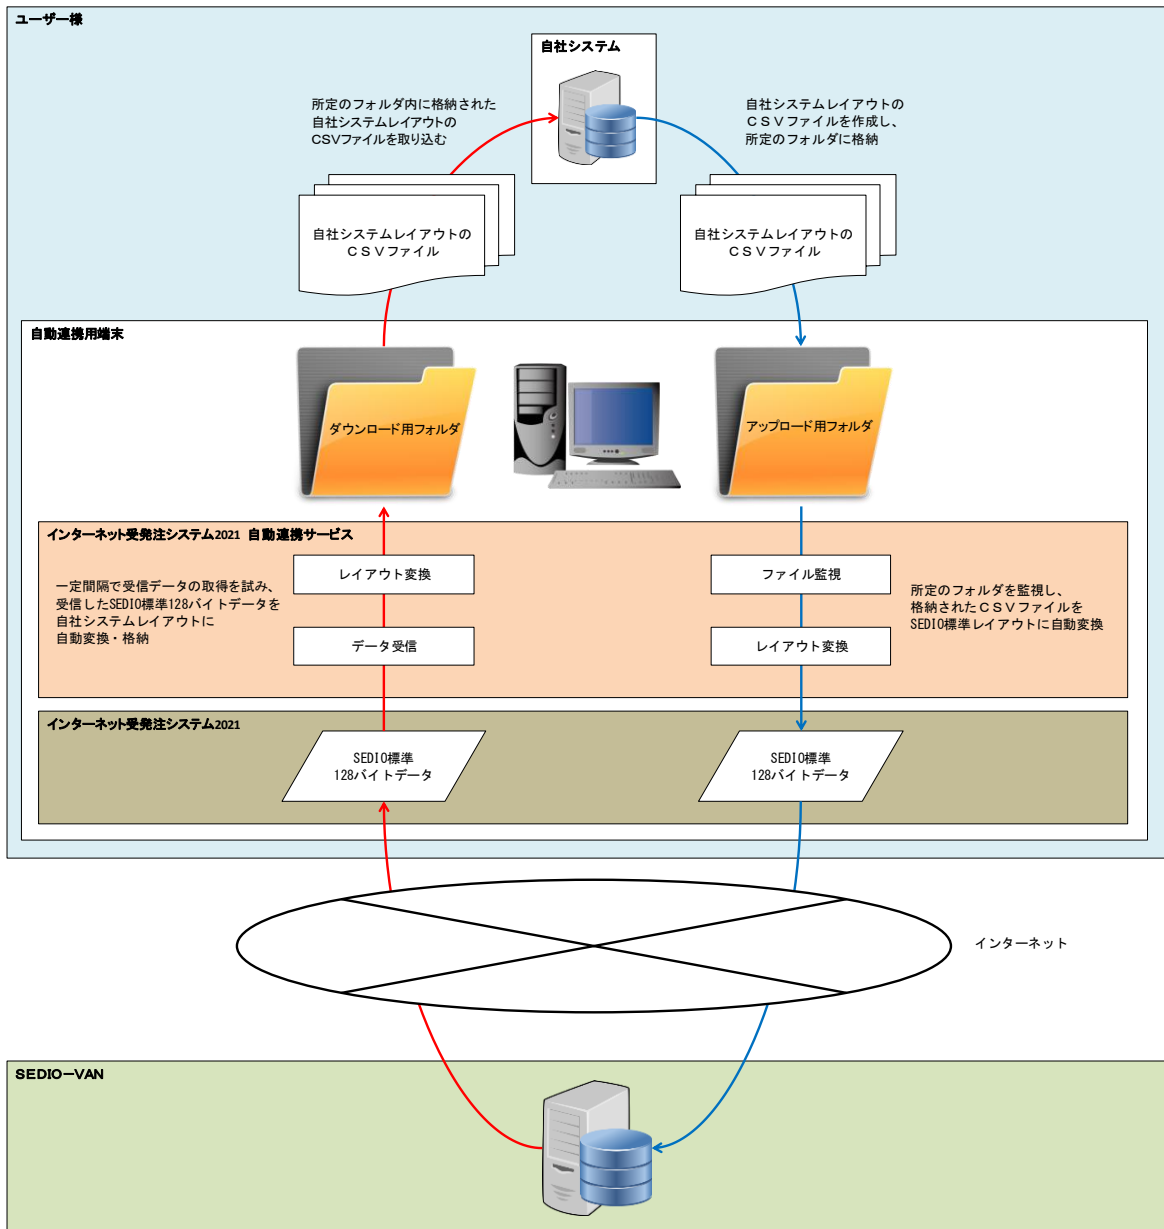 ユーザー様
自社システム
所定のフォルダ内に格納された
自社システムレイアウトの
CSVファイルを取り込む
自社システムレイアウトの
ＣＳＶファイルを作成し、
所定のフォルダに格納
自社システムレイアウトの
ＣＳＶファイル
自社システムレイアウトの
ＣＳＶファイル
自動連携用端末
ダウンロード用フォルダ
アップロード用フォルダ
インターネット受発注システム2021 自動連携サービス
一定間隔で受信データの取得を試み、
受信したSEDIO標準128バイトデータを
自社システムレイアウトに
自動変換・格納
レイアウト変換
データ受信
ファイル監視
レイアウト変換
所定のフォルダを監視し、
格納されたＣＳＶファイルを
SEDIO標準レイアウトに自動変換
インターネット受発注システム2021
SEDIO標準
128バイトデータ
SEDIO標準
128バイトデータ
インターネット
SEDIO－VAN